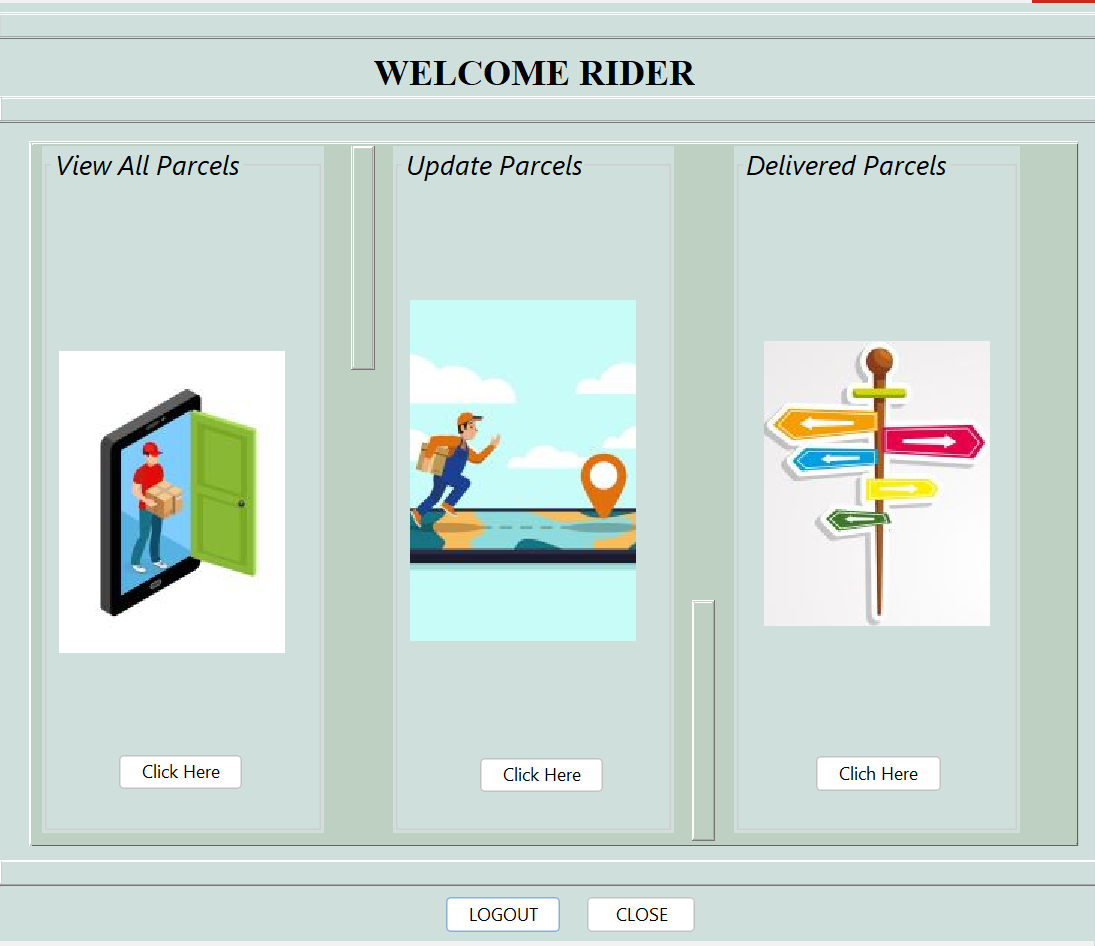 WELCOME RIDER
View All Parcels
Update Parcels
Delivered Parcels
Click Here
Click Here
Clich Here
LOGOUT
CLOSE